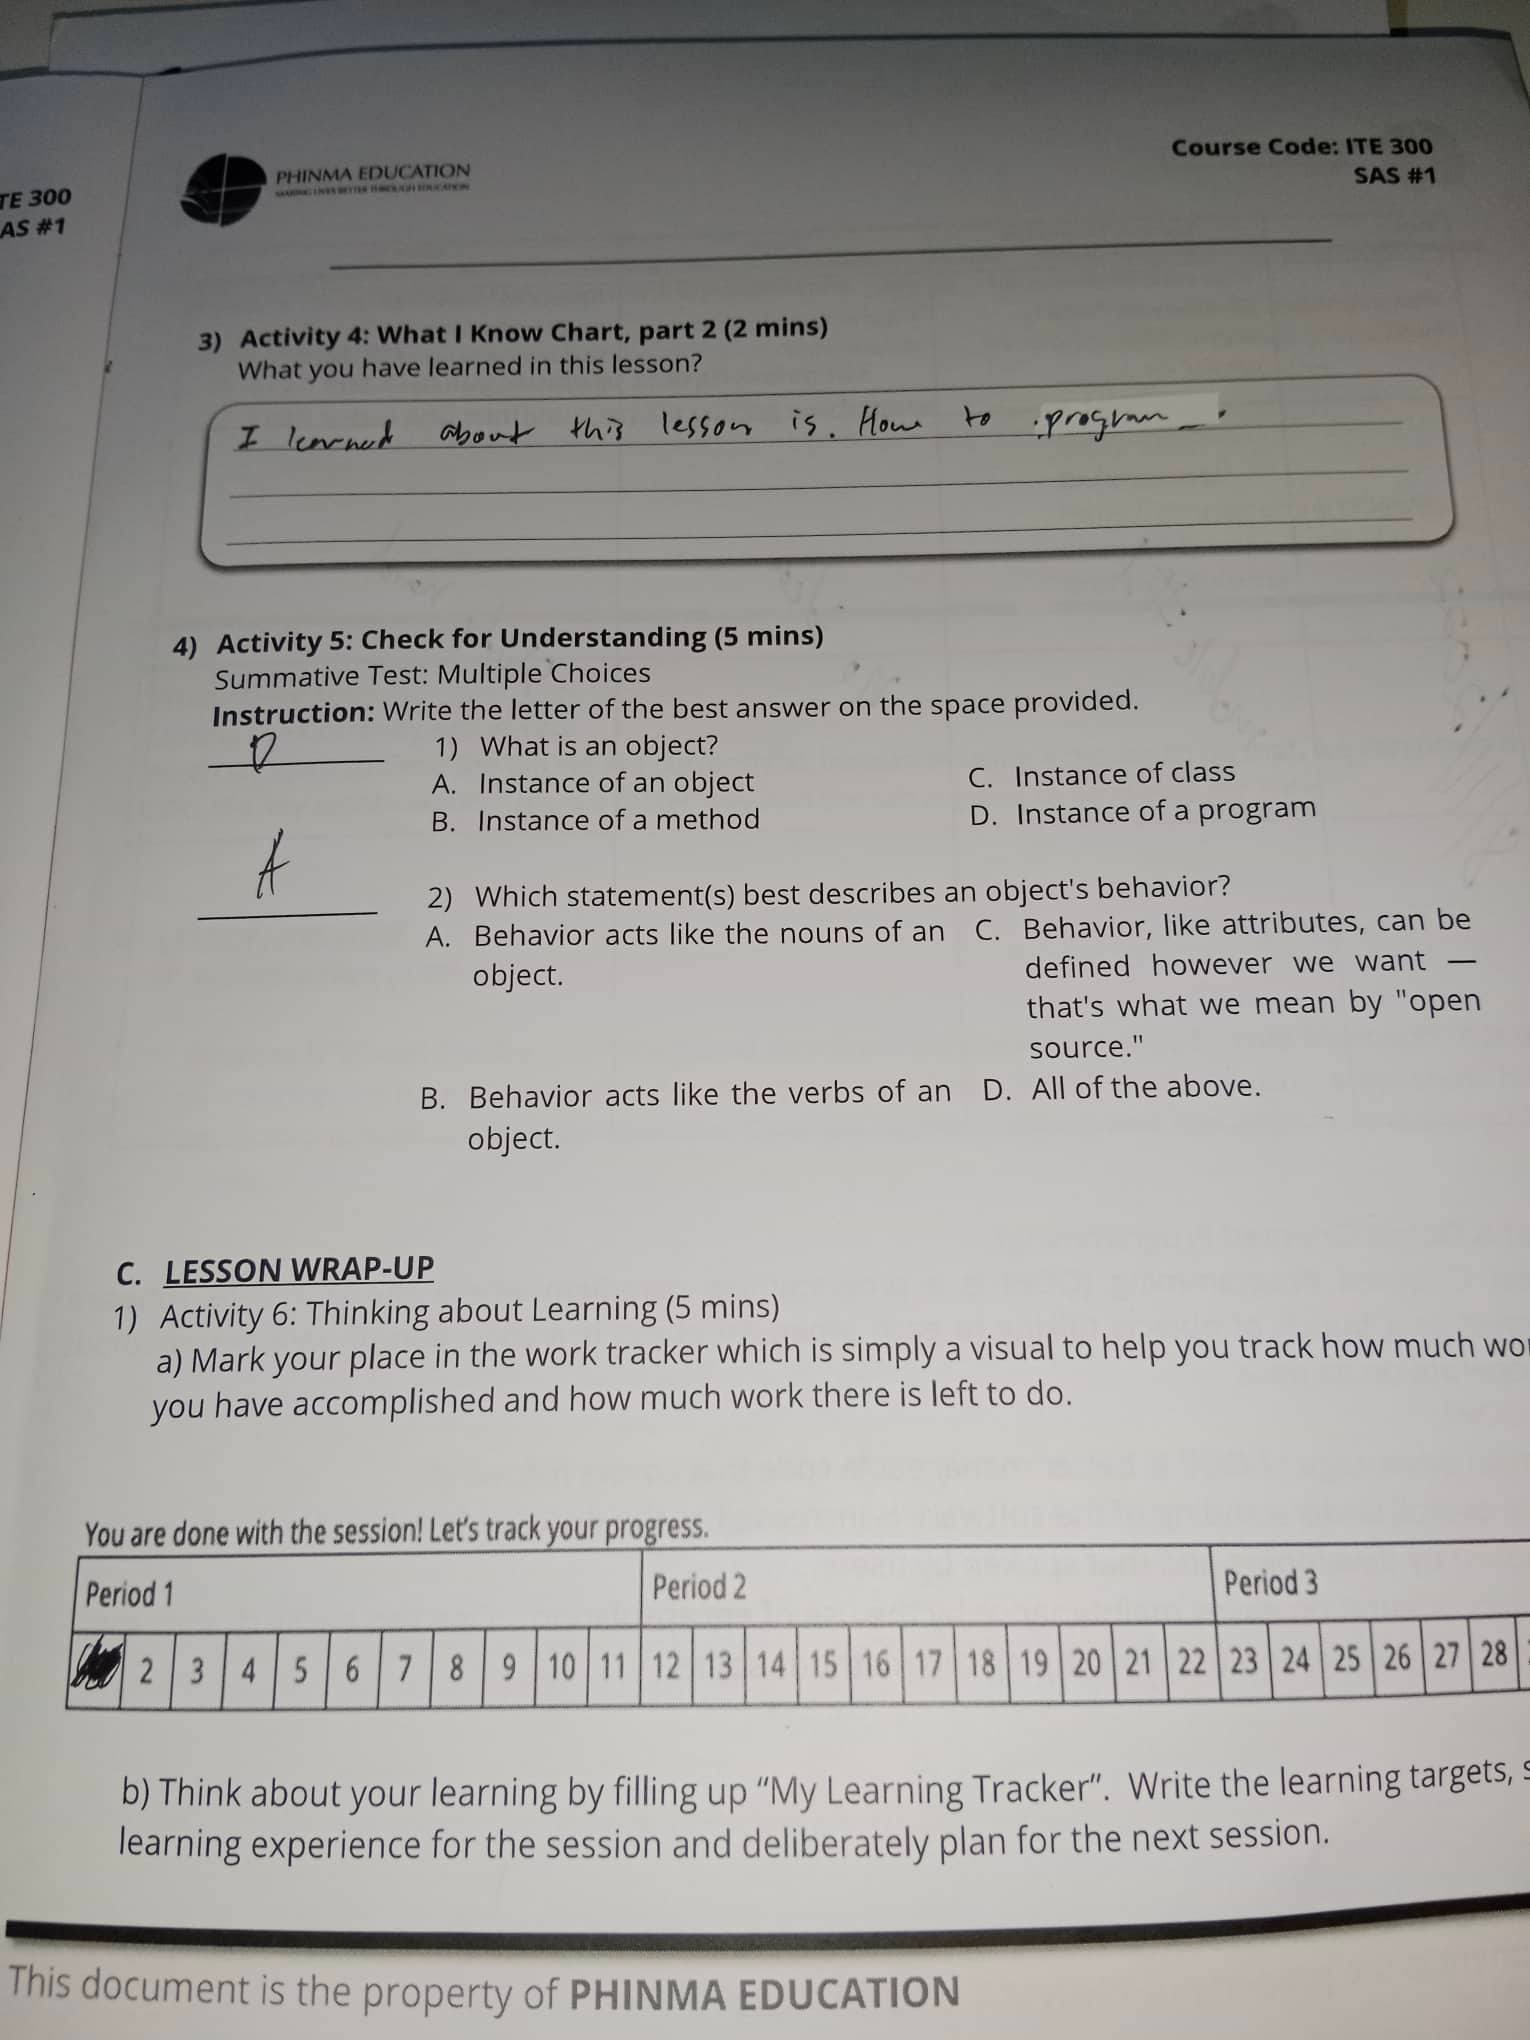 TE 300
AS #1
PHINMA EDUCATION
MAKING LIVES BETTER THROUGH EDUCATION
Course Code: ITE 300
SAS #1
3) Activity 4: What I Know Chart, part 2 (2 mins)
What you have learned in this lesson?
I learned about this lesson is. How to program.
4) Activity 5: Check for Understanding (5 mins)
Summative Test: Multiple Choices
Instruction: Write the letter of the best answer on the space provided.
D 1) What is an object?
A. Instance of an object C. Instance of class
B. Instance of a method D. Instance of a program
A 2) Which statement(s) best describes an object's behavior?
A. Behavior acts like the nouns of an C. Behavior, like attributes, can be
object. defined however we want —
that's what we mean by "open
source."
B. Behavior acts like the verbs of an D. All of the above.
object.
C. LESSON WRAP-UP
1) Activity 6: Thinking about Learning (5 mins)
a) Mark your place in the work tracker which is simply a visual to help you track how much wo
you have accomplished and how much work there is left to do.
You are done with the session! Let's track your progress.
Period 1 Period 2 Period 3
2 3 4 5 6 7 8 9 10 11 12 13 14 15 16 17 18 19 20 21 22 23 24 25 26 27 28
b) Think about your learning by filling up “My Learning Tracker”. Write the learning targets, s
learning experience for the session and deliberately plan for the next session.
This document is the property of PHINMA EDUCATION